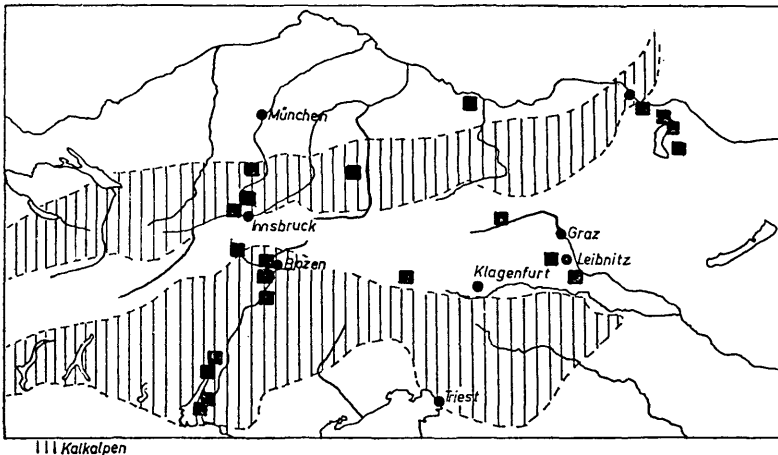 München
Innsbruck
Graz
Bozen
Leibnitz
Klagenfurt
Triest
||| Kalkalpen